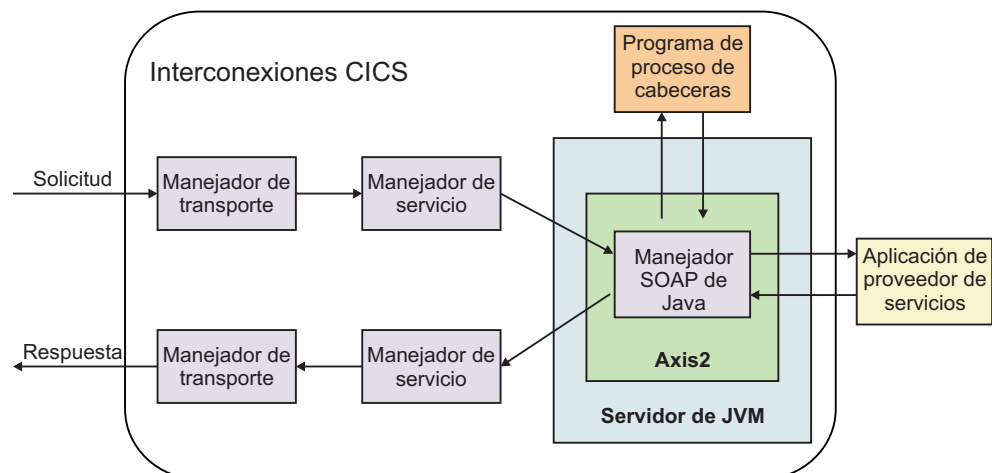 Programa de
proceso de
cabeceras
Interconexiones CICS
Solicitud
Manejador de
transporte
Manejador de
servicio
Manejador
SOAP de
Java
Aplicación de
proveedor de
servicios
Respuesta
Manejador de
transporte
Manejador de
servicio
Axis2
Servidor de JVM